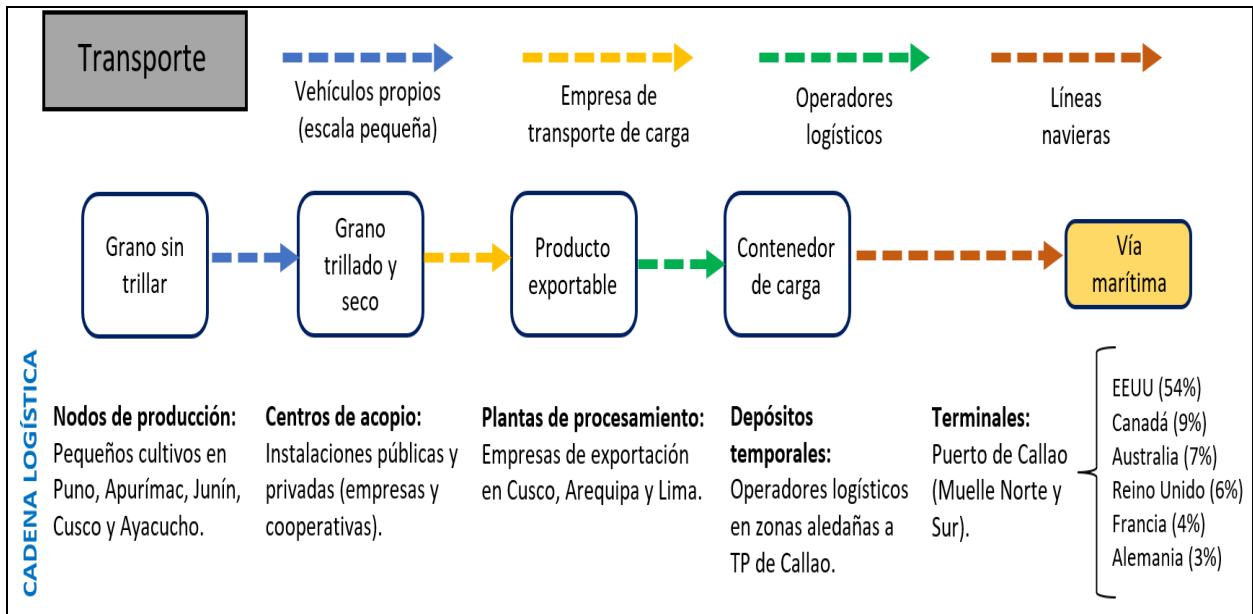 Transporte
Vehículos propios
(escala pequeña)
Empresa de
transporte de carga
Operadores
logísticos
Líneas
navieras
Grano sin
trillar
Grano
trillado y
seco
Producto
exportable
Contenedor
de carga
Vía
marítima
CADENA LOGÍSTICA
Nodos de producción:
Pequeños cultivos en
Puno, Apurímac, Junín,
Cusco y Ayacucho.
Centros de acopio:
Instalaciones públicas y
privadas (empresas y
cooperativas).
Plantas de procesamiento:
Empresas de exportación
en Cusco, Arequipa y Lima.
Depósitos
temporales:
Operadores logísticos
en zonas aledañas a
TP de Callao.
Terminales:
Puerto de Callao
(Muelle Norte y
Sur).
EEUU (54%)
Canadá (9%)
Australia (7%)
Reino Unido (6%)
Francia (4%)
Alemania (3%)